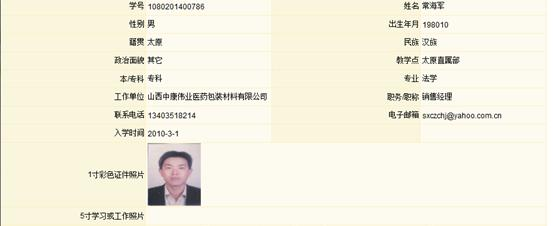 学号 1080201400786 姓名 常海军
性别 男 出生年月 198010
籍贯 太原 民族 汉族
政治面貌 其它 教学点 太原直属部
本/专科 专科 专业 法学
工作单位 山西中康伟业医药包装材料有限公司 职务/职称 销售经理
联系电话 13403518214 电子邮箱 sxczchj@yahoo.com.cn
入学时间 2010-3-1
1寸彩色证件照片
5寸学习或工作照片